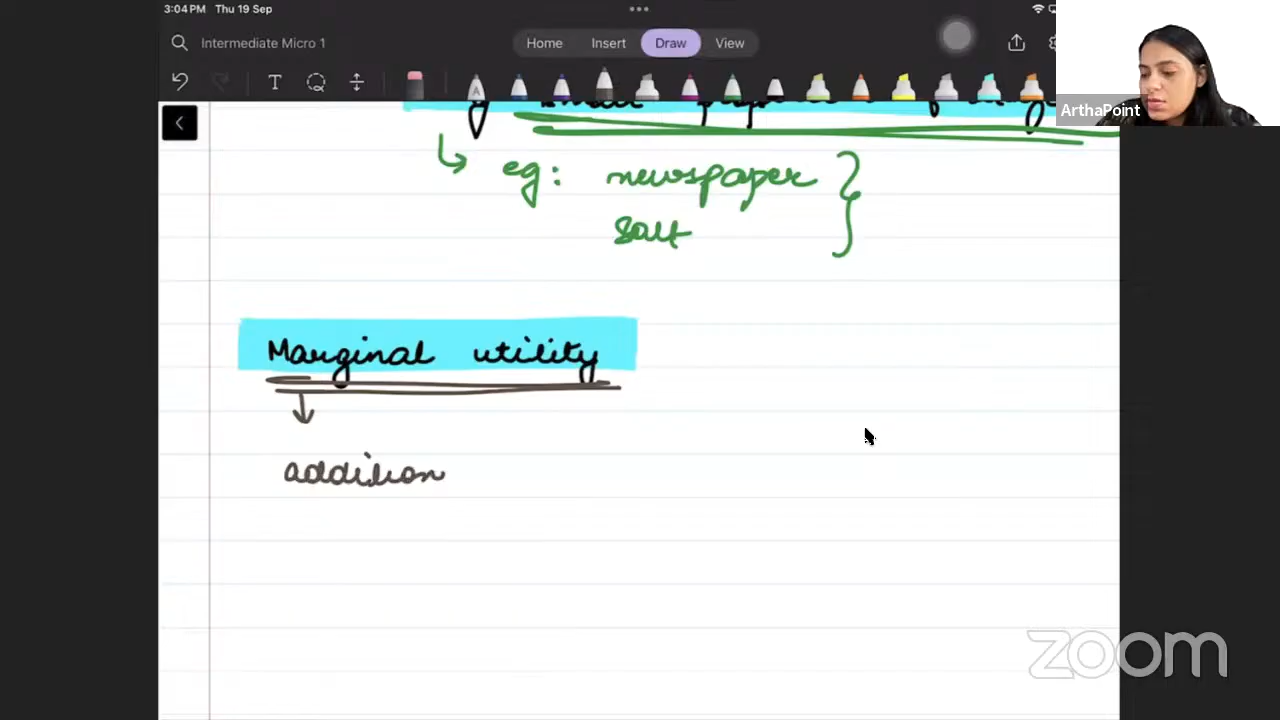 3:04 PM Thu 19 Sep
Intermediate Micro 1
Home Insert Draw View
ArthaPoint
eg: newspaper
salt
Marginal utility
addition
zoom